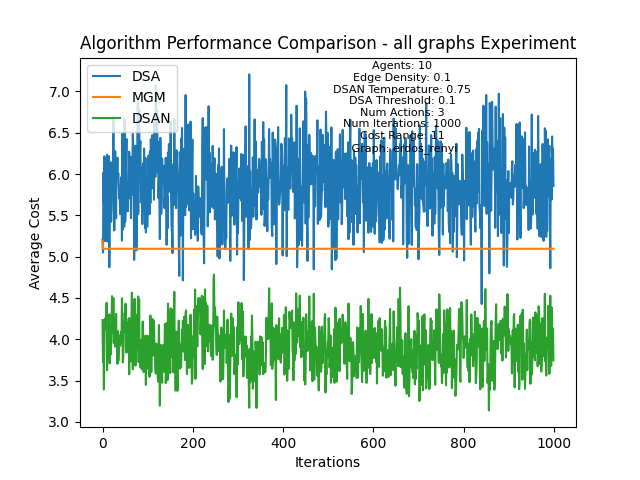 Algorithm Performance Comparison - all graphs Experiment
DSA
MGM
DSAN
Agents: 10
Edge Density: 0.1
DSAN Temperature: 0.75
DSA Threshold: 0.1
Num Actions: 3
Num Iterations: 1000
Cost Range: 11
Graph: erdos_renyi
Average Cost
7.0
6.5
6.0
5.5
5.0
4.5
4.0
3.5
3.0
0 200 400 600 800 1000
Iterations